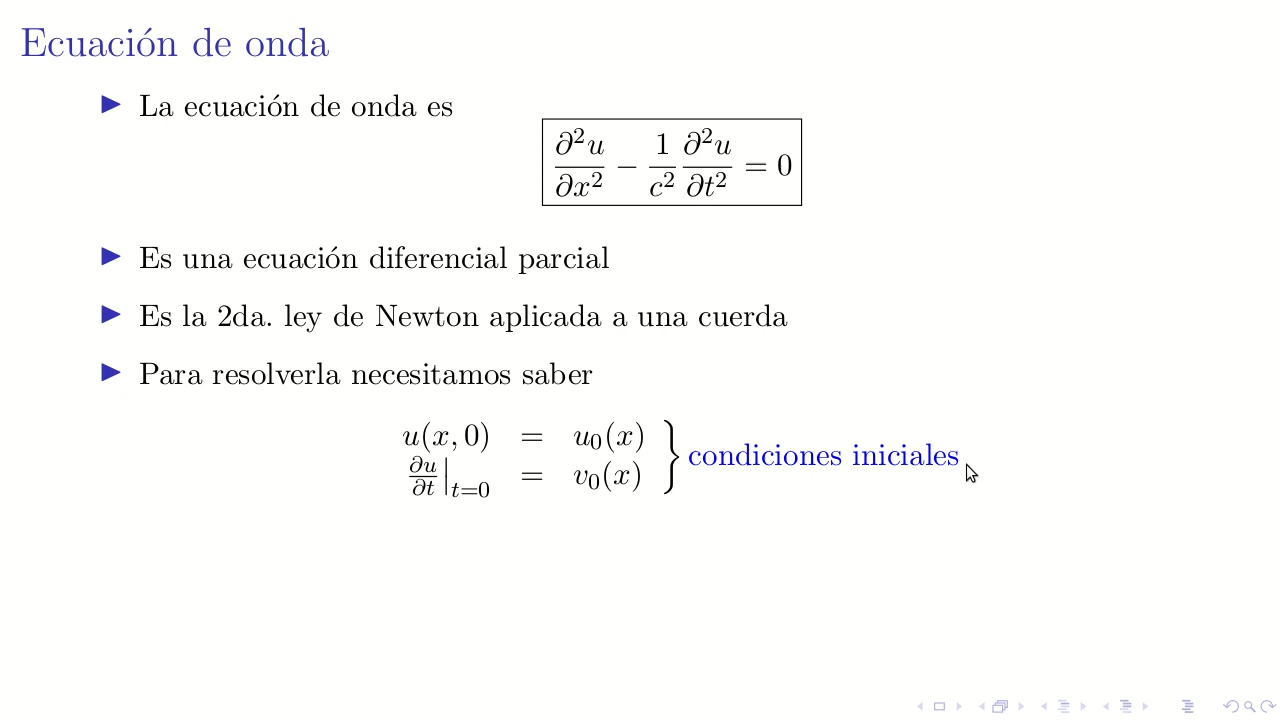 Ecuación de onda
▶ La ecuación de onda es
∂²u/∂x² − 1/c² ∂²u/∂t² = 0
▶ Es una ecuación diferencial parcial
▶ Es la 2da. ley de Newton aplicada a una cuerda
▶ Para resolverla necesitamos saber
u(x, 0) = u₀(x)
∂u/∂t|ₜ₌₀ = v₀(x)
} condiciones iniciales